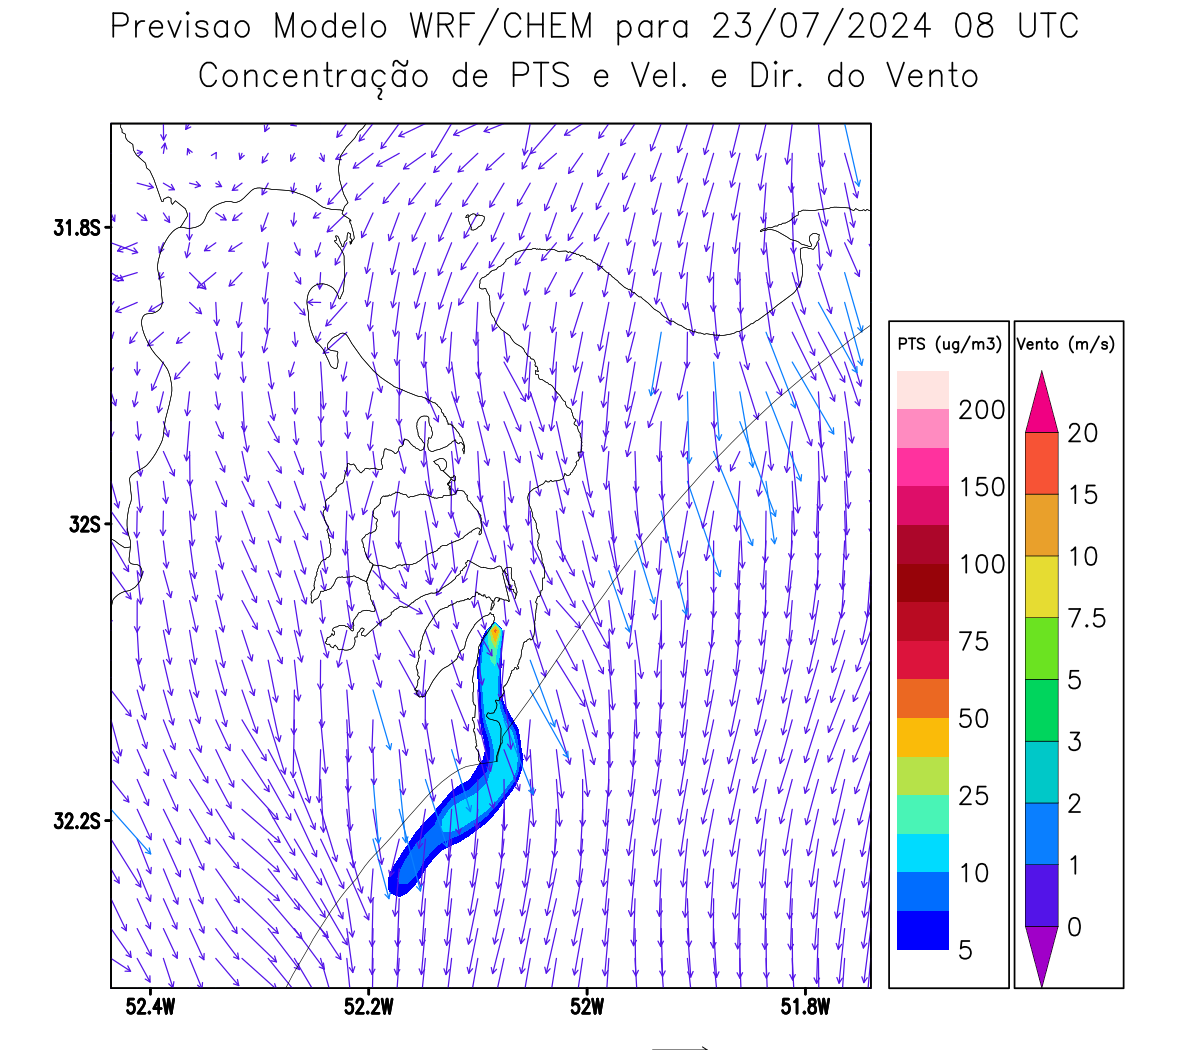 Previsao Modelo WRF/CHEM para 23/07/2024 08 UTC
Concentração de PTS e Vel. e Dir. do Vento
31.8S
32S
32.2S
52.4W
52.2W
52W
51.8W
PTS (ug/m3)
200
150
100
75
50
25
10
5
Vento (m/s)
20
15
10
7.5
5
3
2
1
0